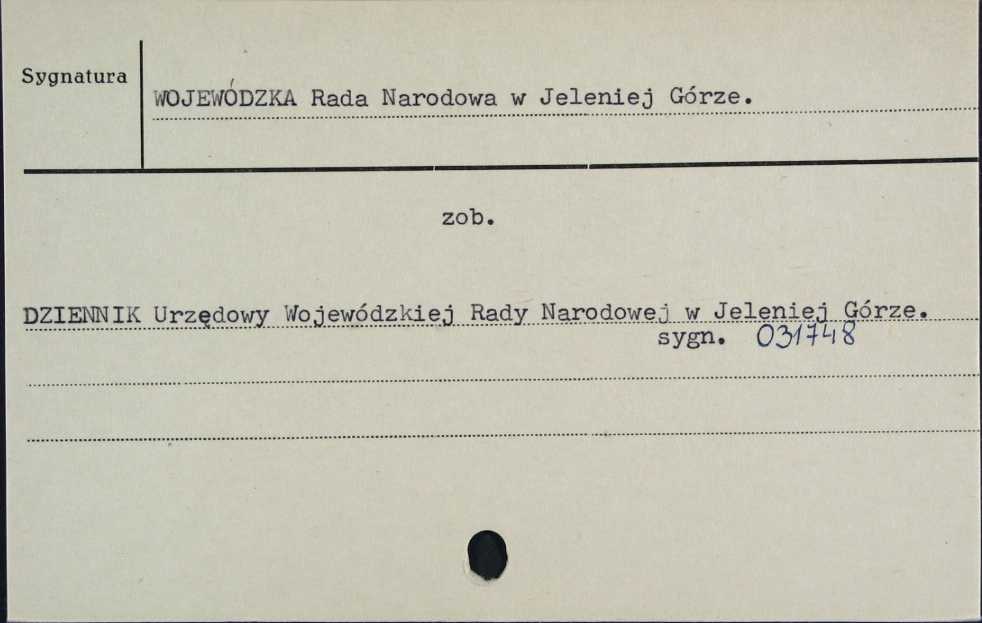 Sygnatura
WOJEWÓDZKA Rada Narodowa w Jeleniej Górze.
zob.
DZIENNIK Urzędowy Wojewódzkiej Rady Narodowej w Jeleniej Górze.
sygn. 031748